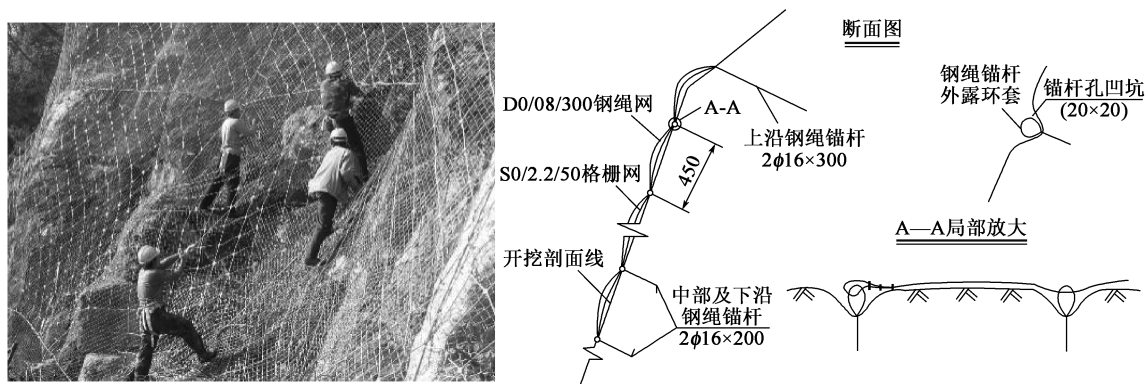 断面图
D0/08/300钢绳网
A-A
上沿钢绳锚杆
2ϕ16×300
450
S0/2.2/50格栅网
开挖剖面线
中部及下沿
钢绳锚杆
2ϕ16×200
钢绳锚杆
外露环套
锚杆孔凹坑
(20×20)
A—A局部放大